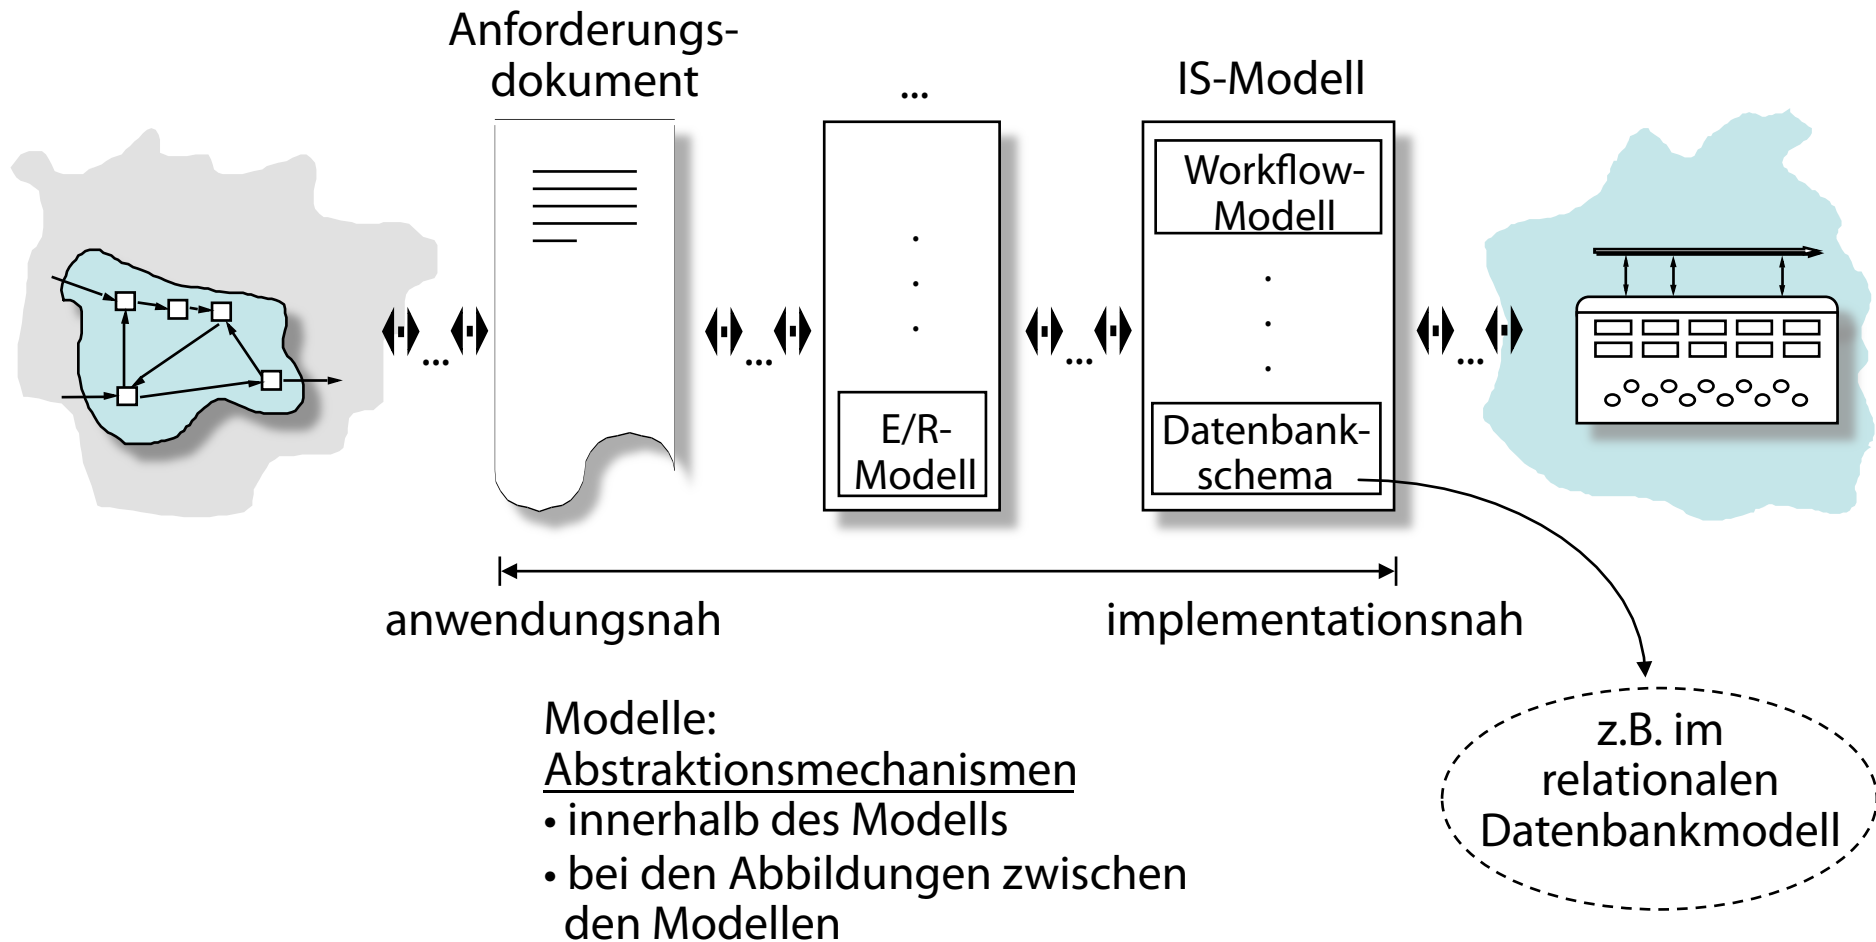 Anforderungs-
dokument
...
IS-Modell
Workflow-
Modell
E/R-
Modell
Datenbank-
schema
...
...
...
...
anwendungsnah
implementationsnah
Modelle:
Abstraktionsmechanismen
• innerhalb des Modells
• bei den Abbildungen zwischen
den Modellen
z.B. im
relationalen
Datenbankmodell